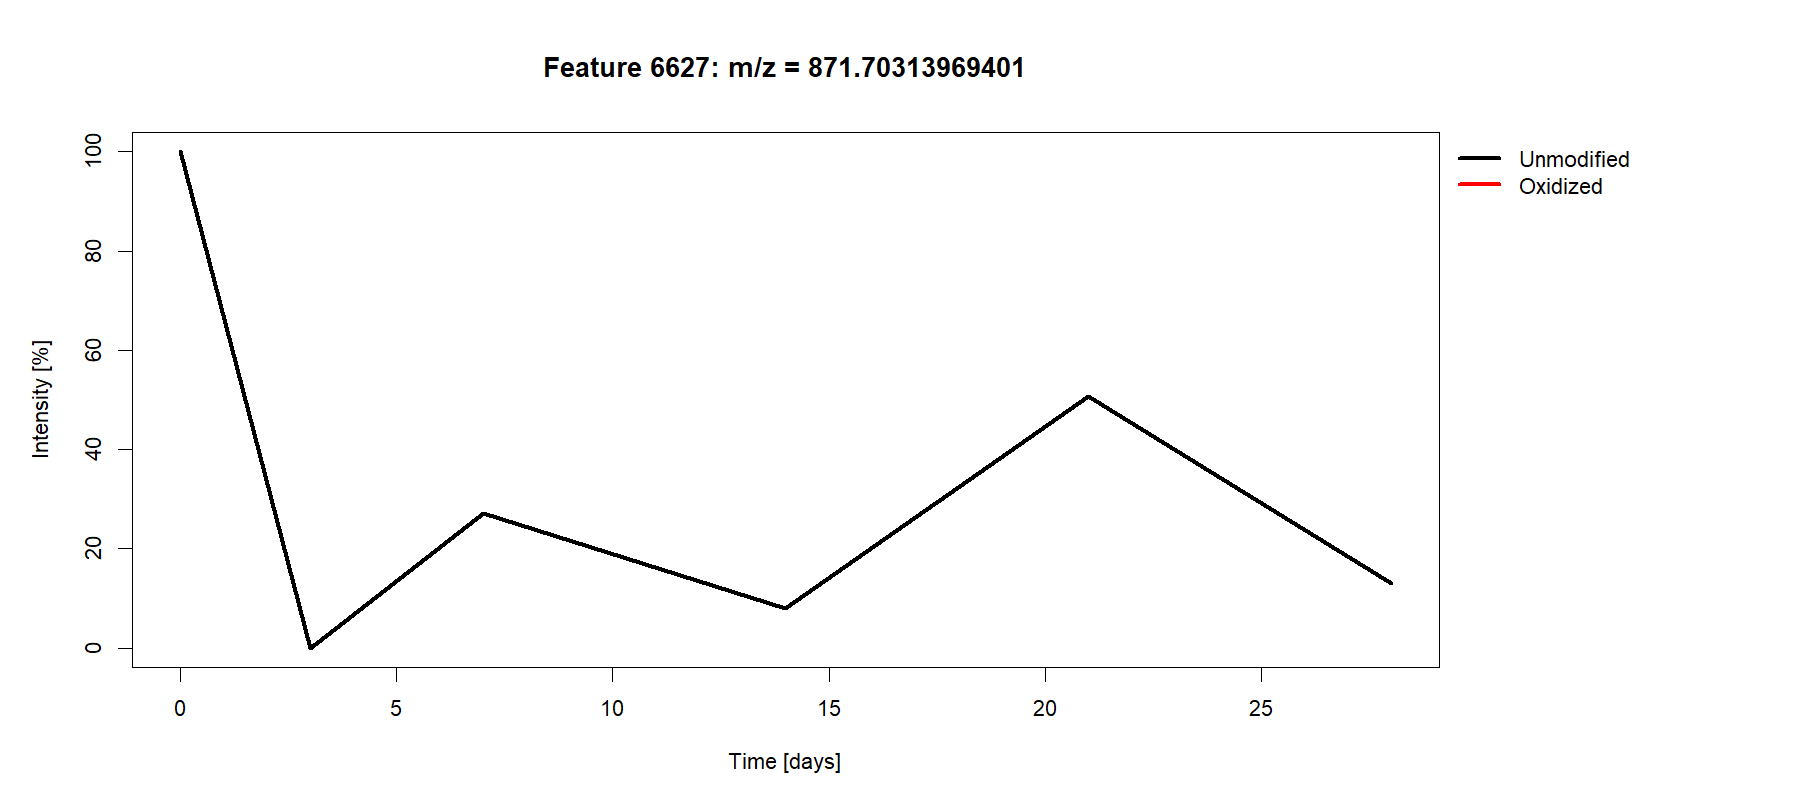 Feature 6627: m/z = 871.70313969401
Unmodified
Oxidized
Intensity [%]
100
80
60
40
20
0
0 5 10 15 20 25
Time [days]